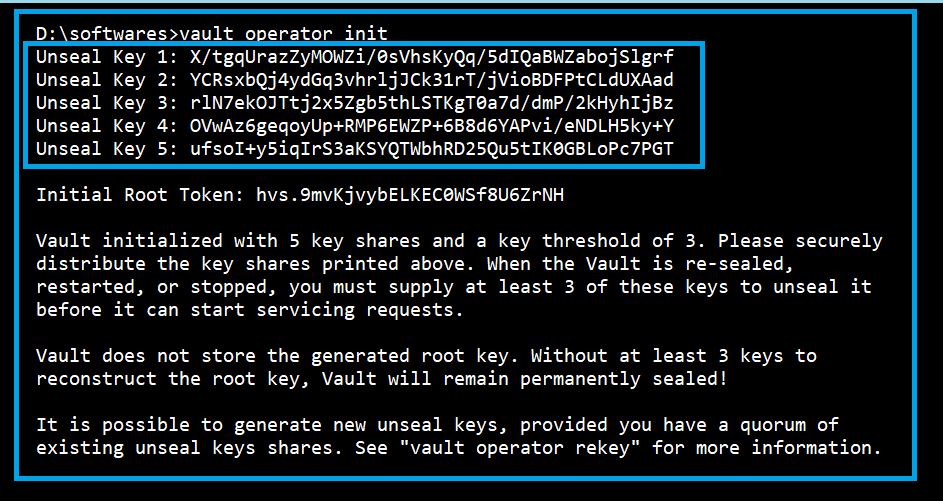 D:\softwares>vault operator init
Unseal Key 1: X/tgqUrazZyMOWZi/0sVhsKyQq/5dIQaBWZabojSlgrf
Unseal Key 2: YCRsxbQj4ydGq3vhrljJCk31rT/jVioBDFPtCLdUXAad
Unseal Key 3: rlN7ekOJTtj2x5Zgb5thLSTKgT0a7d/dmP/2kHyhIjBz
Unseal Key 4: OVwAz6geqoyUp+RMP6EWZP+6B8d6YAPvi/eNDLH5ky+Y
Unseal Key 5: ufsoI+y5iqIrS3aKSYQTWbhRD25Qu5tIK0GBLoPc7PGT
Initial Root Token: hvs.9mvKjvybELKEC0WSf8U6ZrNH
Vault initialized with 5 key shares and a key threshold of 3. Please securely
distribute the key shares printed above. When the Vault is re-sealed,
restarted, or stopped, you must supply at least 3 of these keys to unseal it
before it can start servicing requests.
Vault does not store the generated root key. Without at least 3 keys to
reconstruct the root key, Vault will remain permanently sealed!
It is possible to generate new unseal keys, provided you have a quorum of
existing unseal keys shares. See "vault operator rekey" for more information.